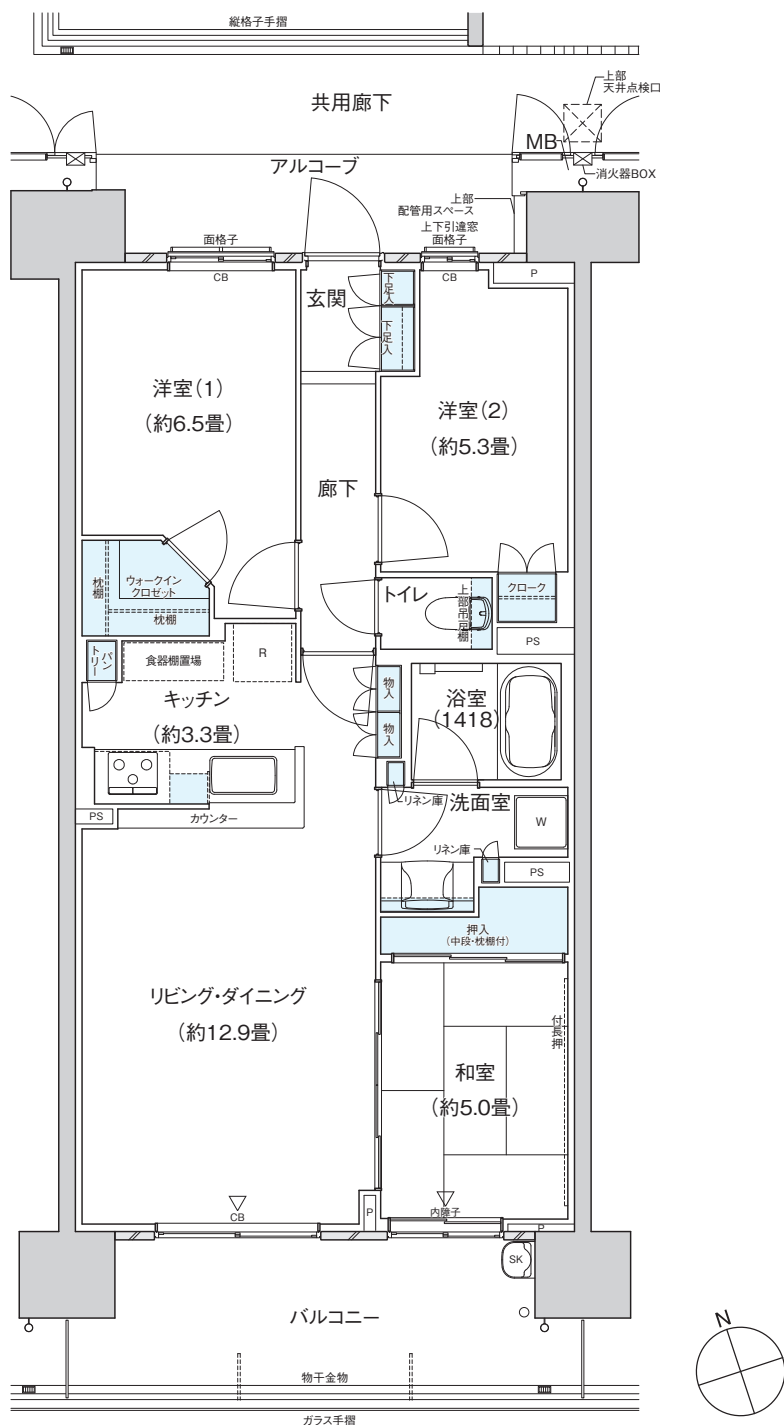 縦格子手摺
共用廊下
上部
天井点検口
MB
消火器BOX
アルコーブ
上部
配管用スペース
上下引違窓
面格子
面格子
CB
CB
P
玄関
下足入
下足入
洋室(1)
(約6.5畳)
洋室(2)
(約5.3畳)
廊下
枕棚
ウォークイン
クロゼット
枕棚
トイレ
上部吊戸棚
クローク
PS
パントリー
食器棚置場
R
キッチン
(約3.3畳)
物入
物入
浴室
(1418)
リネン庫
洗面室
W
PS
カウンター
リネン庫
PS
押入
(中段・枕棚付)
リビング・ダイニング
(約12.9畳)
付長押
和室
(約5.0畳)
CB
P
内障子
P
SK
バルコニー
物干金物
ガラス手摺
N